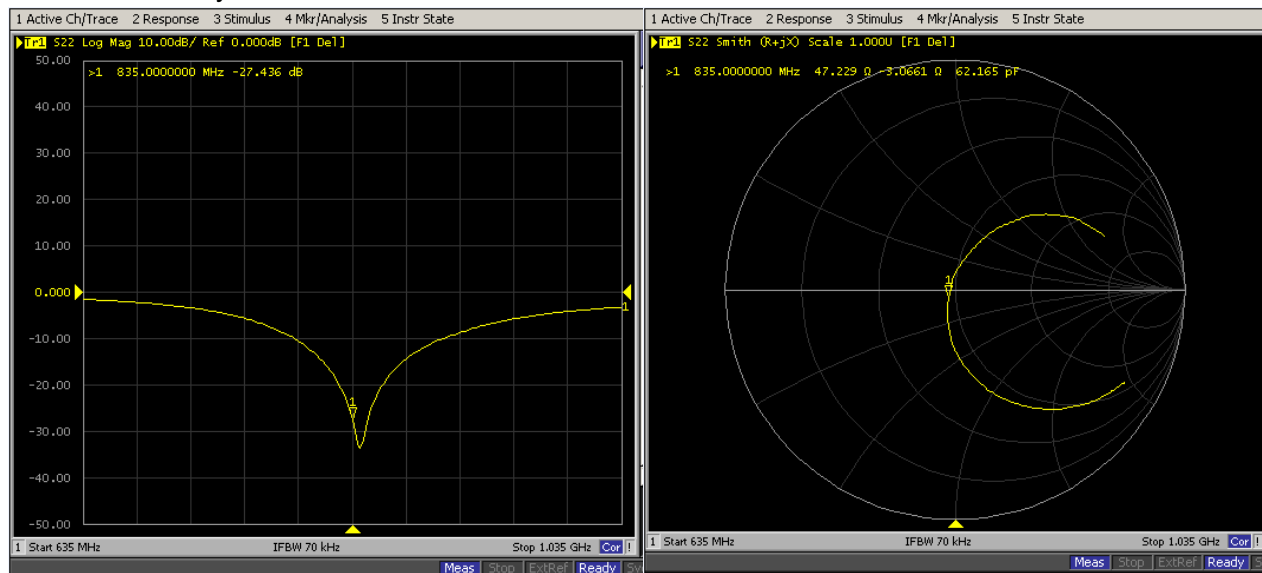 1 Active Ch/Trace 2 Response 3 Stimulus 4 Mkr/Analysis 5 Instr State
Tr1 S22 Log Mag 10.00dB/ Ref 0.000dB [F1 Del]
50.00
>1 835.0000000 MHz -27.436 dB
40.00
30.00
20.00
10.00
0.000
1
-10.00
-20.00
1
-30.00
-40.00
-50.00
1 Start 635 MHz IFBW 70 kHz Stop 1.035 GHz Cor !
Meas Stop ExtRef Ready
1 Active Ch/Trace 2 Response 3 Stimulus 4 Mkr/Analysis 5 Instr State
Tr1 S22 Smith (R+jX) Scale 1.000U [F1 Del]
>1 835.0000000 MHz 47.229 Ω -3.0661 Ω 62.165 pF
1
1 Start 635 MHz IFBW 70 kHz Stop 1.035 GHz Cor !
Meas Stop ExtRef Ready